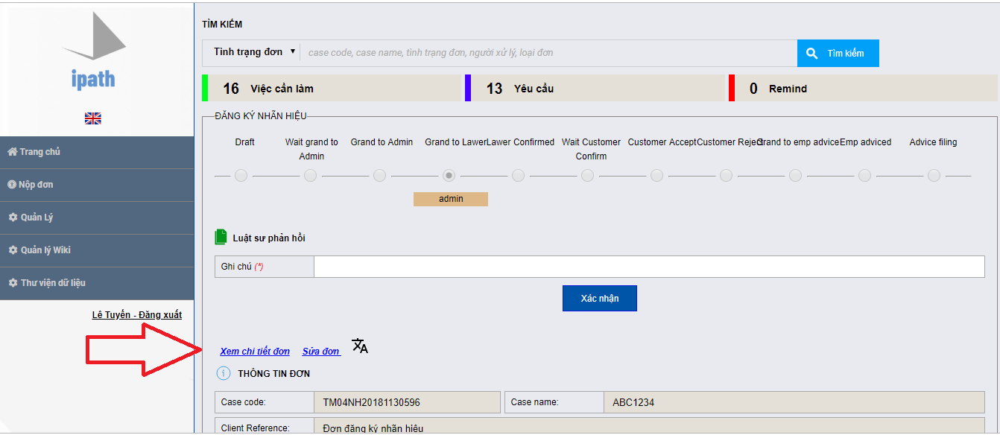 ipath
Trang chủ
Nộp đơn
Quản Lý
Quản lý Wiki
Thư viện dữ liệu
Lê Tuyến - Đăng xuất
TÌM KIẾM
Tình trạng đơn
case code, case name, tình trạng đơn, người xử lý, loại đơn
Tìm kiếm
16 Việc cần làm
13 Yêu cầu
0 Remind
ĐĂNG KÝ NHÃN HIỆU
Draft
Wait grand to
Admin
Grand to Admin
Grand to Lawer
Lawer Confirmed
Wait Customer
Confirm
Customer Accept
Customer Reject
Grand to emp advice
Emp adviced
Advice filing
admin
Luật sư phản hồi
Ghi chú (*)
Xác nhận
Xem chi tiết đơn Sửa đơn
THÔNG TIN ĐƠN
Case code: TM04NH20181130596 Case name: ABC1234
Client Reference: Đơn đăng ký nhãn hiệu